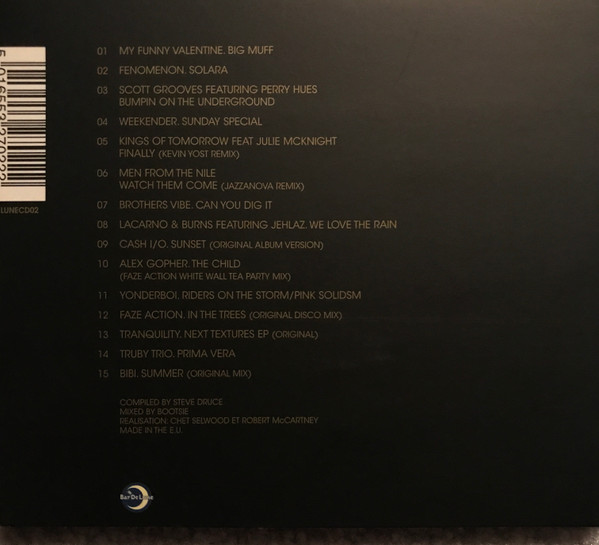 01 MY FUNNY VALENTINE. BIG MUFF
02 FENOMENON. SOLARA
03 SCOTT GROOVES FEATURING PERRY HUES
BUMPIN ON THE UNDERGROUND
04 WEEKENDER. SUNDAY SPECIAL
05 KINGS OF TOMORROW FEAT JULIE MCKNIGHT
FINALLY (KEVIN YOST REMIX)
06 MEN FROM THE NILE
WATCH THEM COME (JAZZANOVA REMIX)
07 BROTHERS VIBE. CAN YOU DIG IT
08 LACARNO & BURNS FEATURING JEHLAZ. WE LOVE THE RAIN
09 CASH I/O. SUNSET (ORIGINAL ALBUM VERSION)
10 ALEX GOPHER. THE CHILD
(FAZE ACTION WHITE WALL TEA PARTY MIX)
11 YONDERBOI. RIDERS ON THE STORM/PINK SOLIDSM
12 FAZE ACTION. IN THE TREES (ORIGINAL DISCO MIX)
13 TRANQUILITY. NEXT TEXTURES EP (ORIGINAL)
14 TRUBY TRIO. PRIMA VERA
15 BIBI. SUMMER (ORIGINAL MIX)
COMPILED BY STEVE DRUCE
MIXED BY BOOTSIE
REALISATION: CHET SELWOOD ET ROBERT McCARTNEY
MADE IN THE E.U.
Bar De Lune
5 016553 270222
LUNECD02